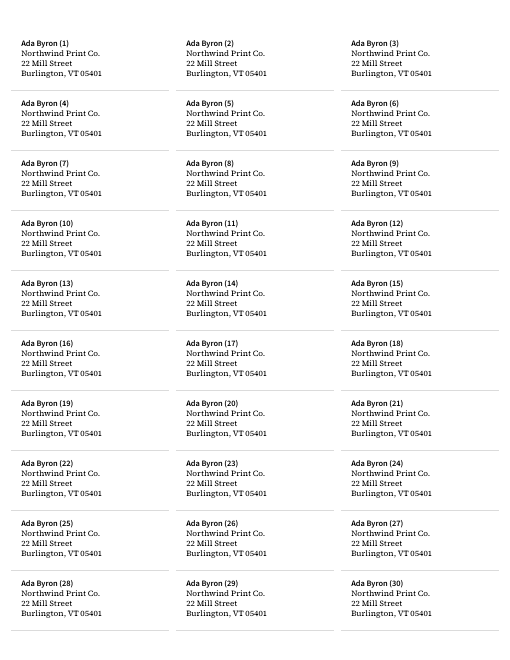 Ada Byron (1)
Northwind Print Co.
22 Mill Street
Burlington, VT 05401
Ada Byron (2)
Northwind Print Co.
22 Mill Street
Burlington, VT 05401
Ada Byron (3)
Northwind Print Co.
22 Mill Street
Burlington, VT 05401
Ada Byron (4)
Northwind Print Co.
22 Mill Street
Burlington, VT 05401
Ada Byron (5)
Northwind Print Co.
22 Mill Street
Burlington, VT 05401
Ada Byron (6)
Northwind Print Co.
22 Mill Street
Burlington, VT 05401
Ada Byron (7)
Northwind Print Co.
22 Mill Street
Burlington, VT 05401
Ada Byron (8)
Northwind Print Co.
22 Mill Street
Burlington, VT 05401
Ada Byron (9)
Northwind Print Co.
22 Mill Street
Burlington, VT 05401
Ada Byron (10)
Northwind Print Co.
22 Mill Street
Burlington, VT 05401
Ada Byron (11)
Northwind Print Co.
22 Mill Street
Burlington, VT 05401
Ada Byron (12)
Northwind Print Co.
22 Mill Street
Burlington, VT 05401
Ada Byron (13)
Northwind Print Co.
22 Mill Street
Burlington, VT 05401
Ada Byron (14)
Northwind Print Co.
22 Mill Street
Burlington, VT 05401
Ada Byron (15)
Northwind Print Co.
22 Mill Street
Burlington, VT 05401
Ada Byron (16)
Northwind Print Co.
22 Mill Street
Burlington, VT 05401
Ada Byron (17)
Northwind Print Co.
22 Mill Street
Burlington, VT 05401
Ada Byron (18)
Northwind Print Co.
22 Mill Street
Burlington, VT 05401
Ada Byron (19)
Northwind Print Co.
22 Mill Street
Burlington, VT 05401
Ada Byron (20)
Northwind Print Co.
22 Mill Street
Burlington, VT 05401
Ada Byron (21)
Northwind Print Co.
22 Mill Street
Burlington, VT 05401
Ada Byron (22)
Northwind Print Co.
22 Mill Street
Burlington, VT 05401
Ada Byron (23)
Northwind Print Co.
22 Mill Street
Burlington, VT 05401
Ada Byron (24)
Northwind Print Co.
22 Mill Street
Burlington, VT 05401
Ada Byron (25)
Northwind Print Co.
22 Mill Street
Burlington, VT 05401
Ada Byron (26)
Northwind Print Co.
22 Mill Street
Burlington, VT 05401
Ada Byron (27)
Northwind Print Co.
22 Mill Street
Burlington, VT 05401
Ada Byron (28)
Northwind Print Co.
22 Mill Street
Burlington, VT 05401
Ada Byron (29)
Northwind Print Co.
22 Mill Street
Burlington, VT 05401
Ada Byron (30)
Northwind Print Co.
22 Mill Street
Burlington, VT 05401